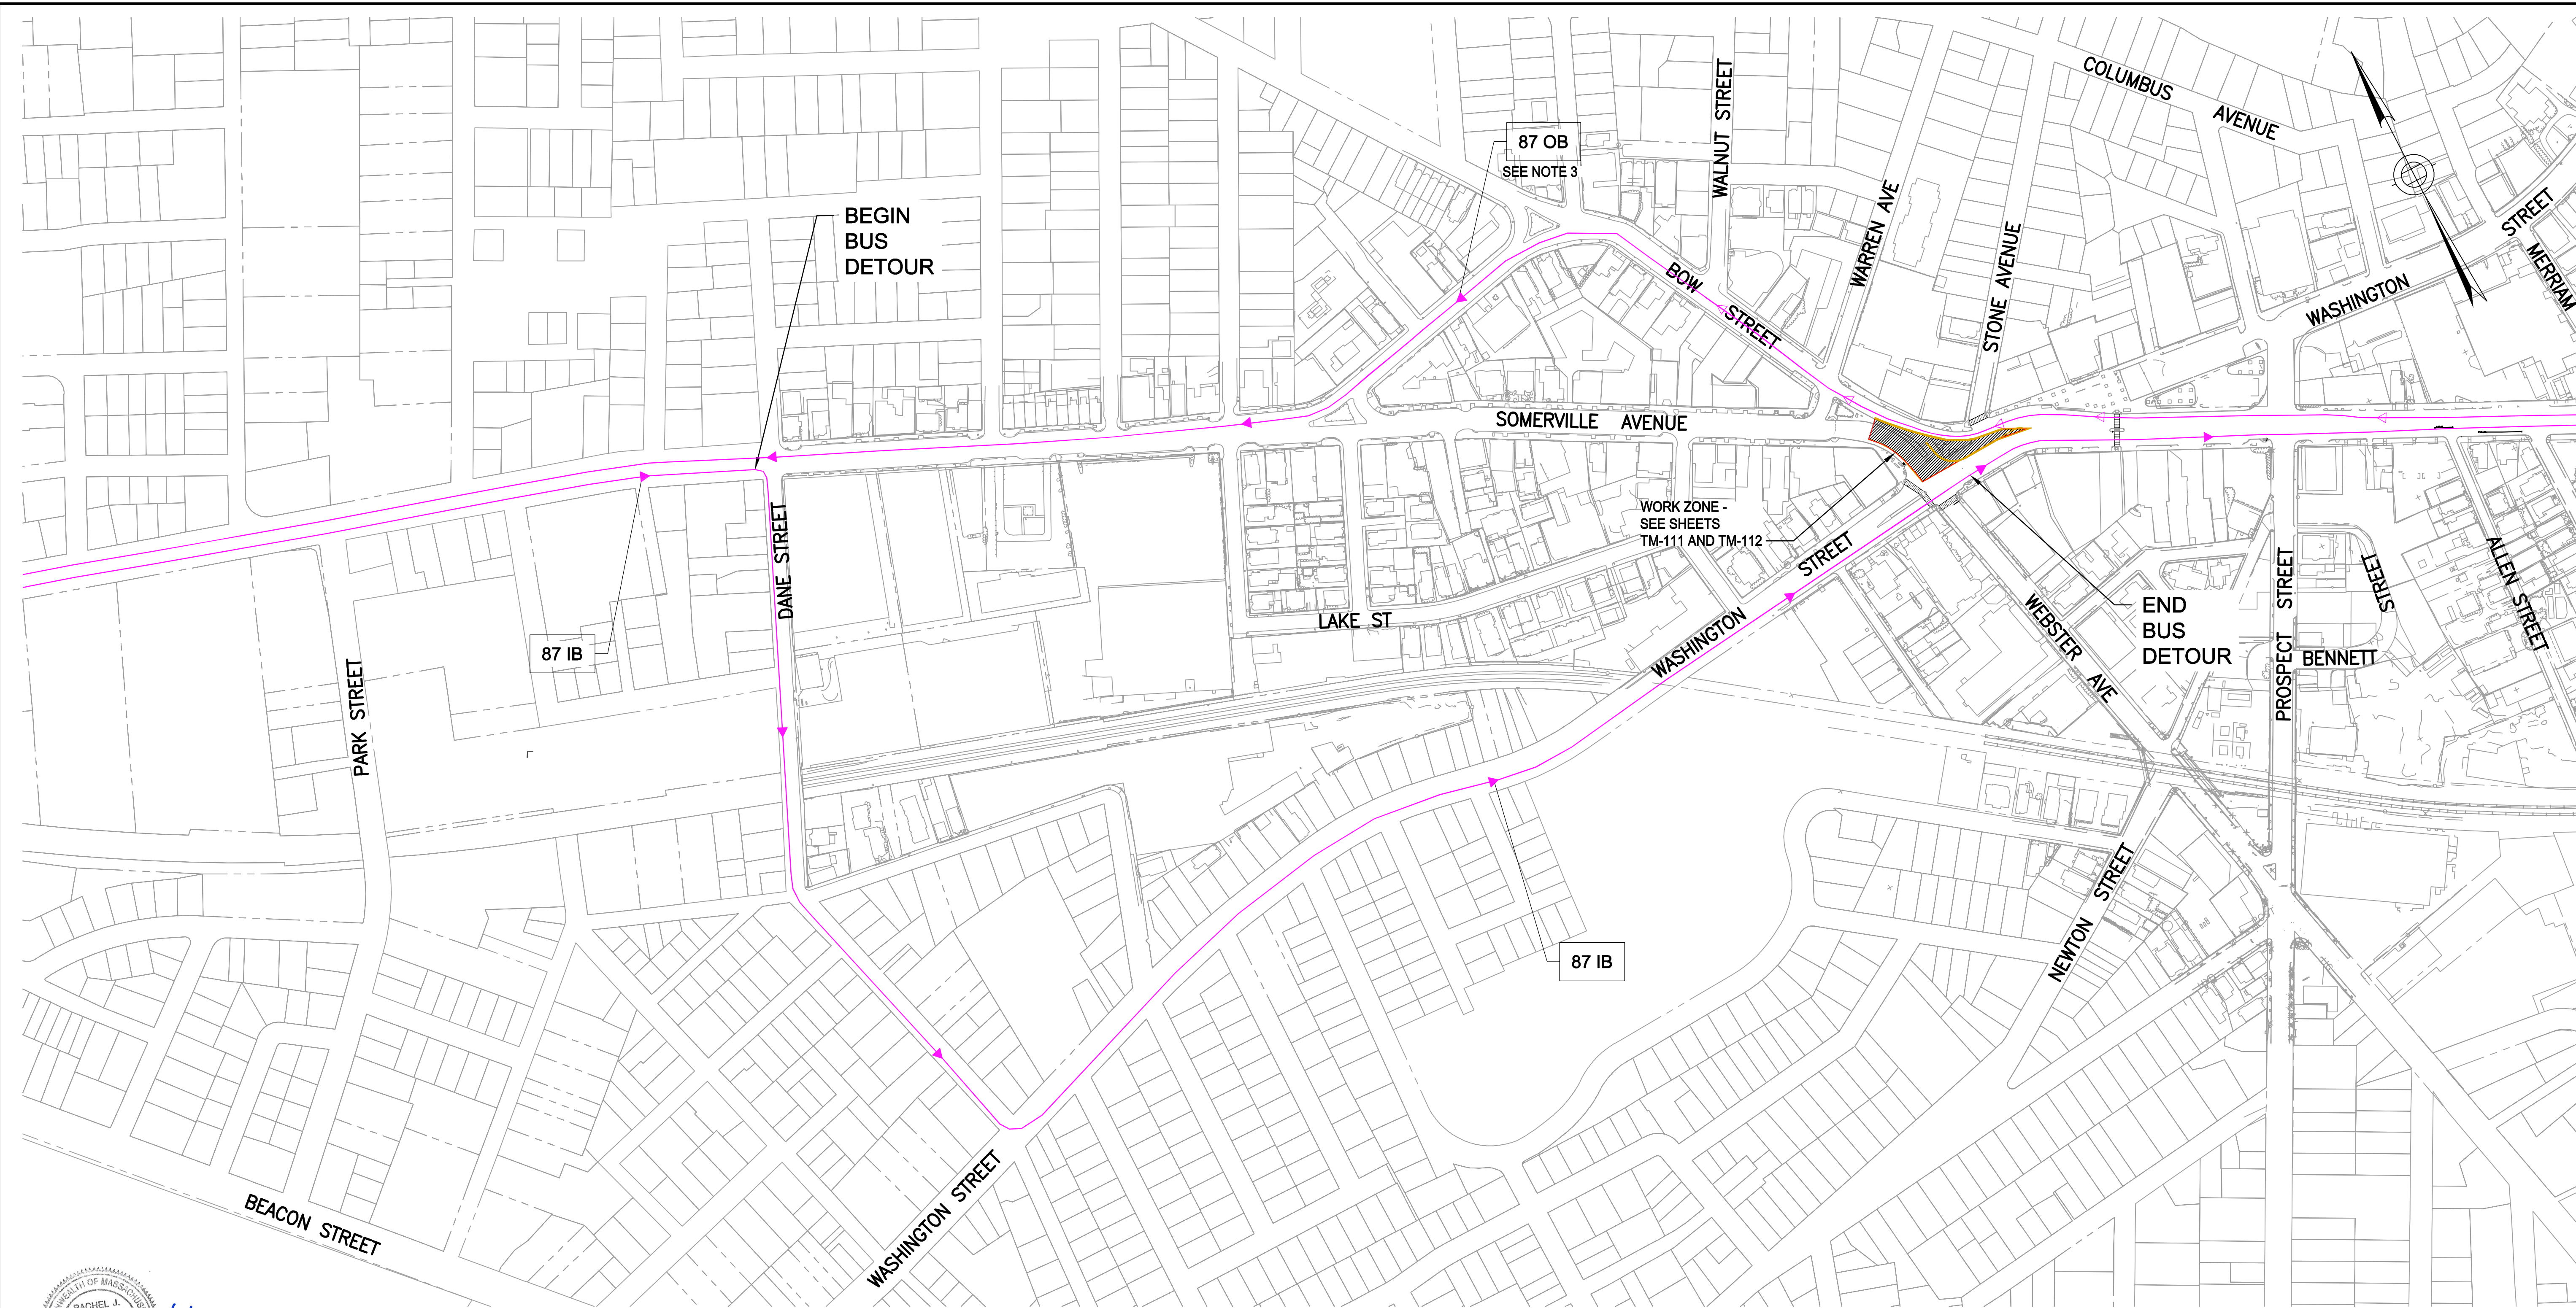 COLUMBUS
AVENUE
87 OB
SEE NOTE 3
WALNUT STREET
WARREN AVE
STONE AVENUE
STREET
MERRIAM
WASHINGTON
BEGIN
BUS
DETOUR
BOW
STREET
SOMERVILLE AVENUE
WORK ZONE -
SEE SHEETS
TM-111 AND TM-112
DANE STREET
LAKE ST
WASHINGTON
STREET
WEBSTER AVE
END
BUS
DETOUR
PROSPECT STREET
STREET
BENNETT
ALLEN STREET
87 IB
PARK STREET
87 IB
NEWTON STREET
BEACON STREET
WASHINGTON STREET
RACHEL J.